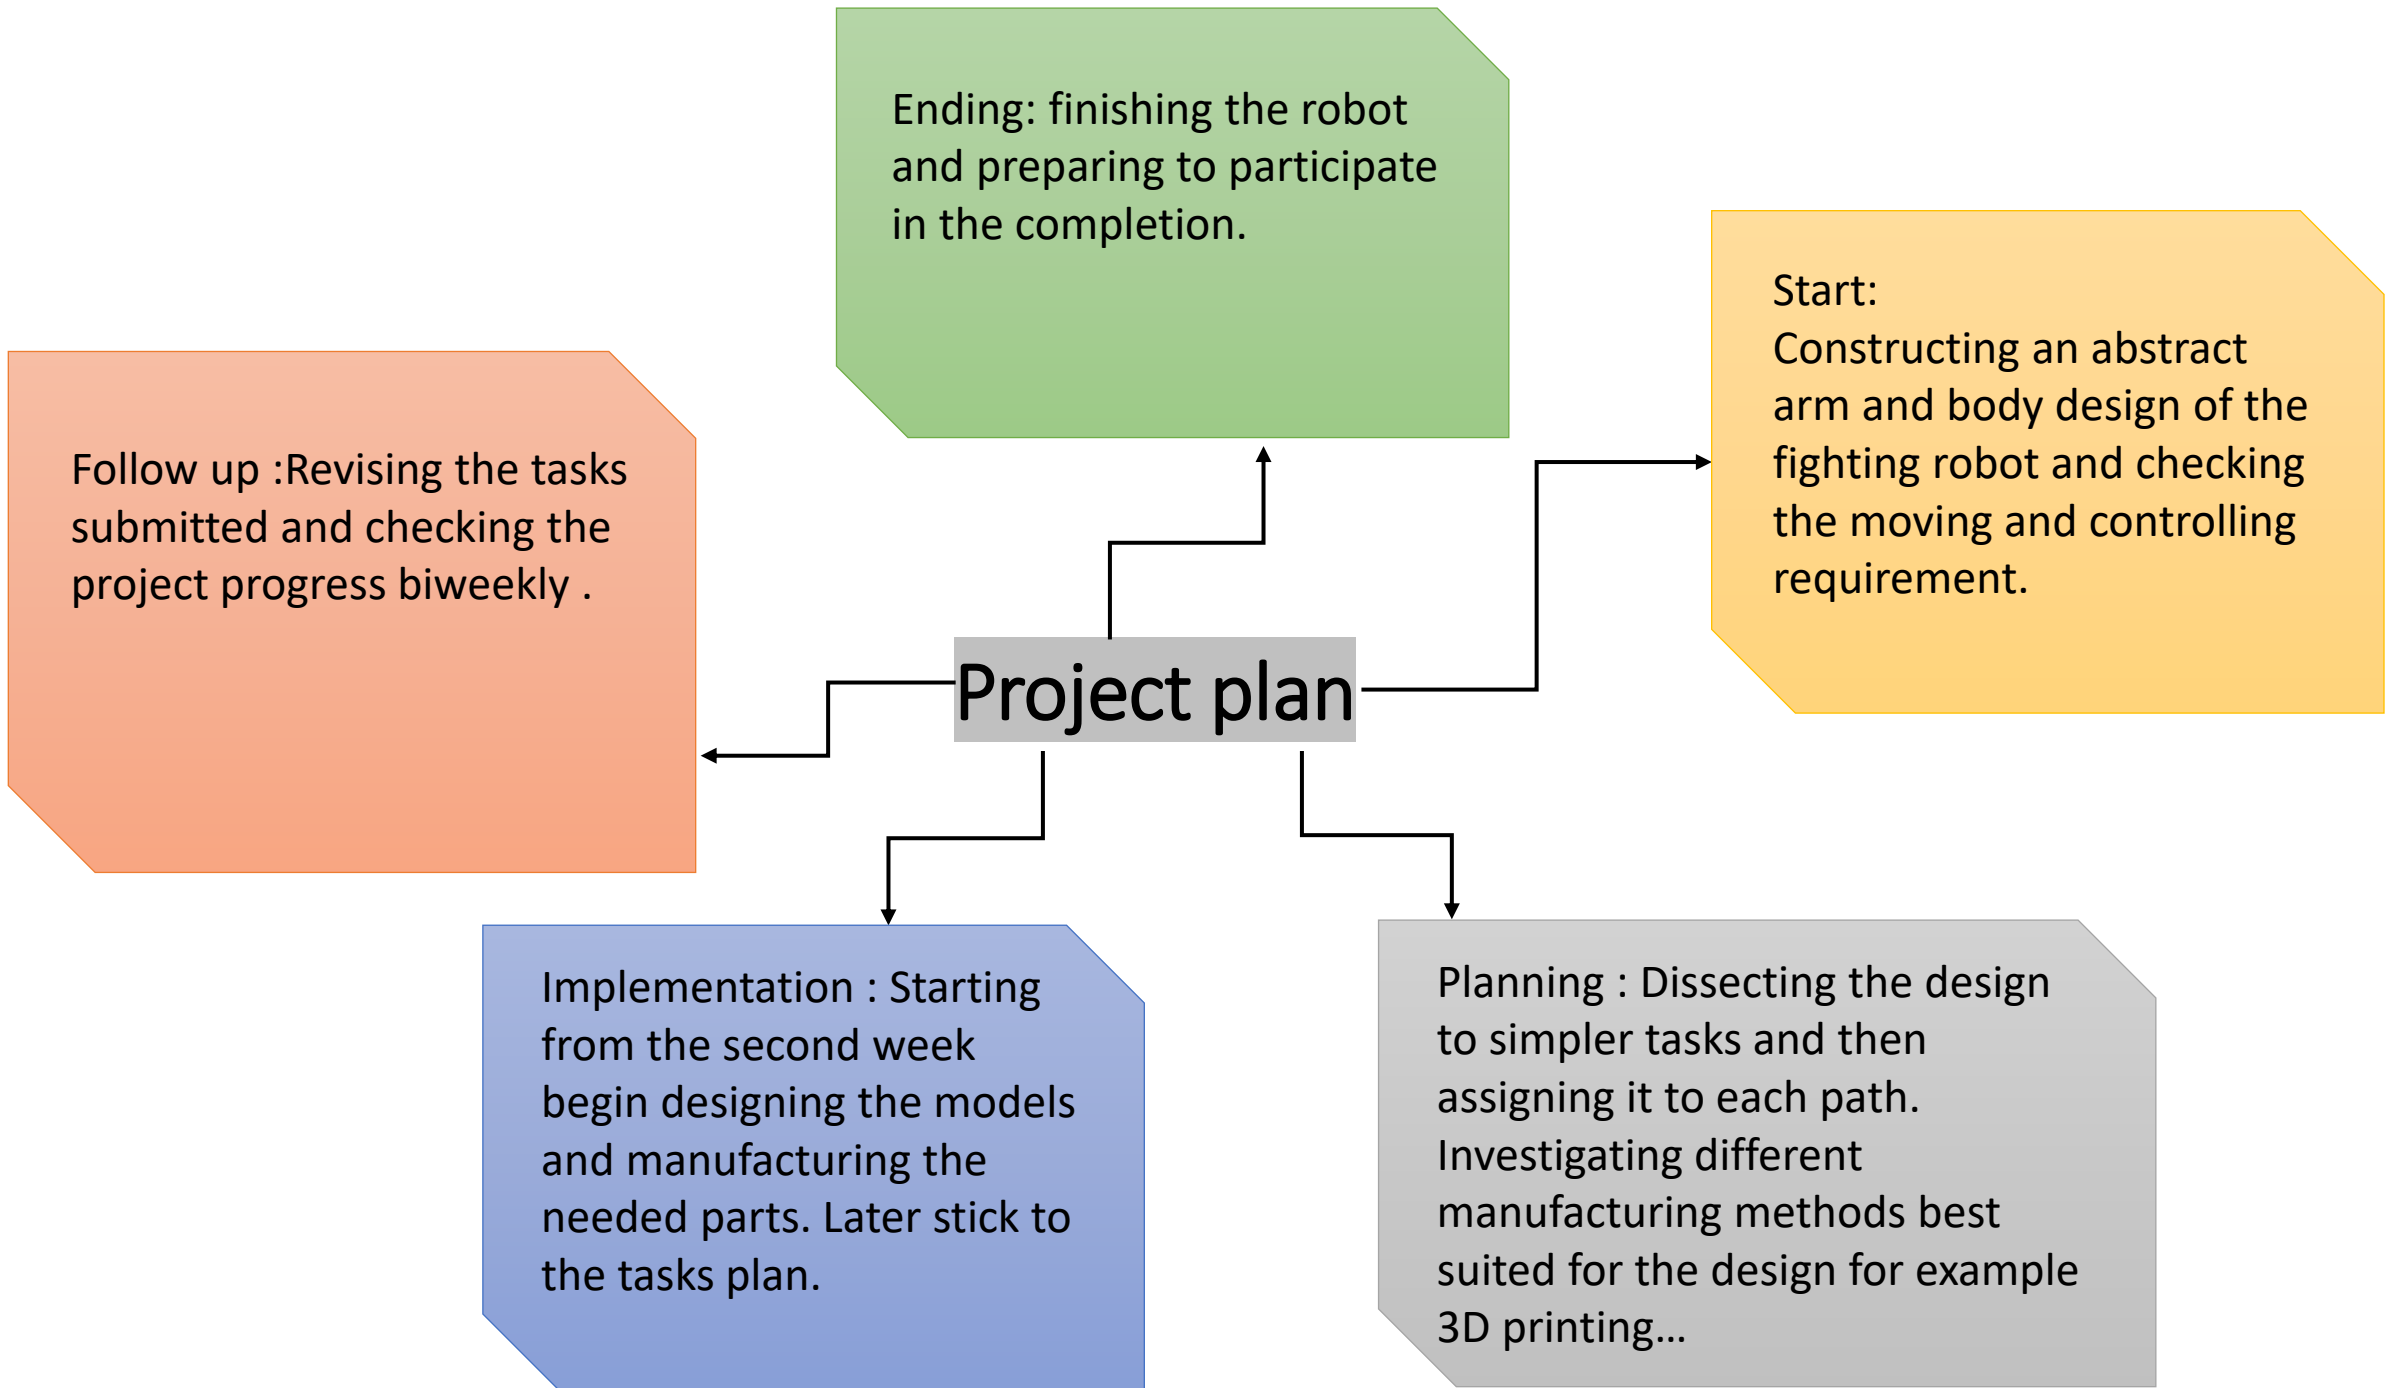 Ending: finishing the robot
and preparing to participate
in the completion.
Start:
Constructing an abstract
arm and body design of the
fighting robot and checking
the moving and controlling
requirement.
Follow up :Revising the tasks
submitted and checking the
project progress biweekly .
Project plan
Implementation : Starting
from the second week
begin designing the models
and manufacturing the
needed parts. Later stick to
the tasks plan.
Planning : Dissecting the design
to simpler tasks and then
assigning it to each path.
Investigating different
manufacturing methods best
suited for the design for example
3D printing...